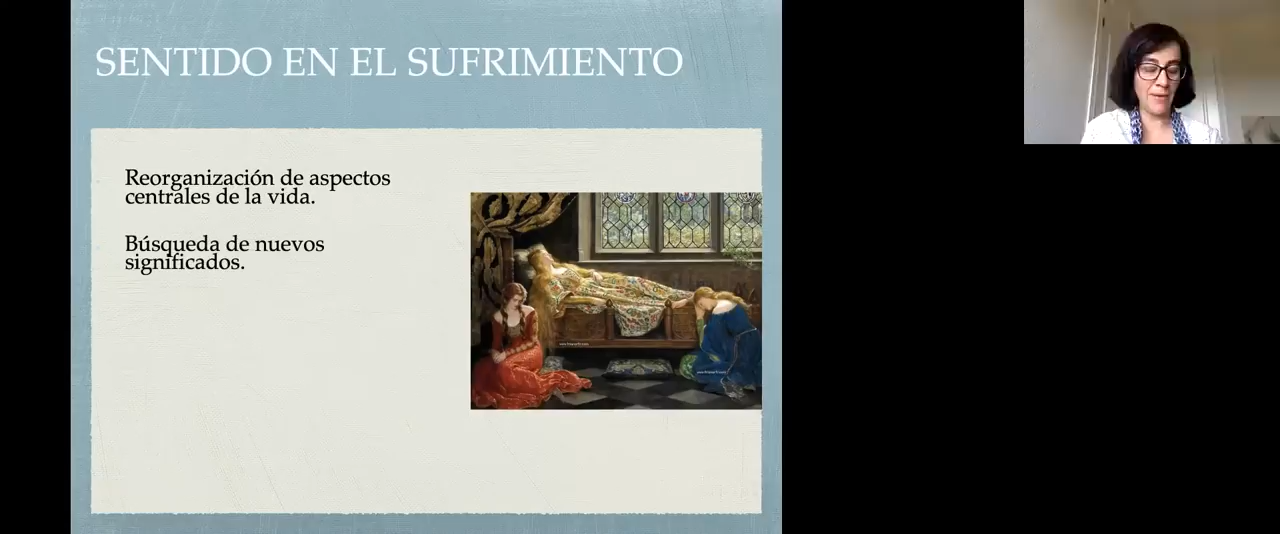 SENTIDO EN EL SUFRIMIENTO
Reorganización de aspectos
centrales de la vida.
Búsqueda de nuevos
significados.